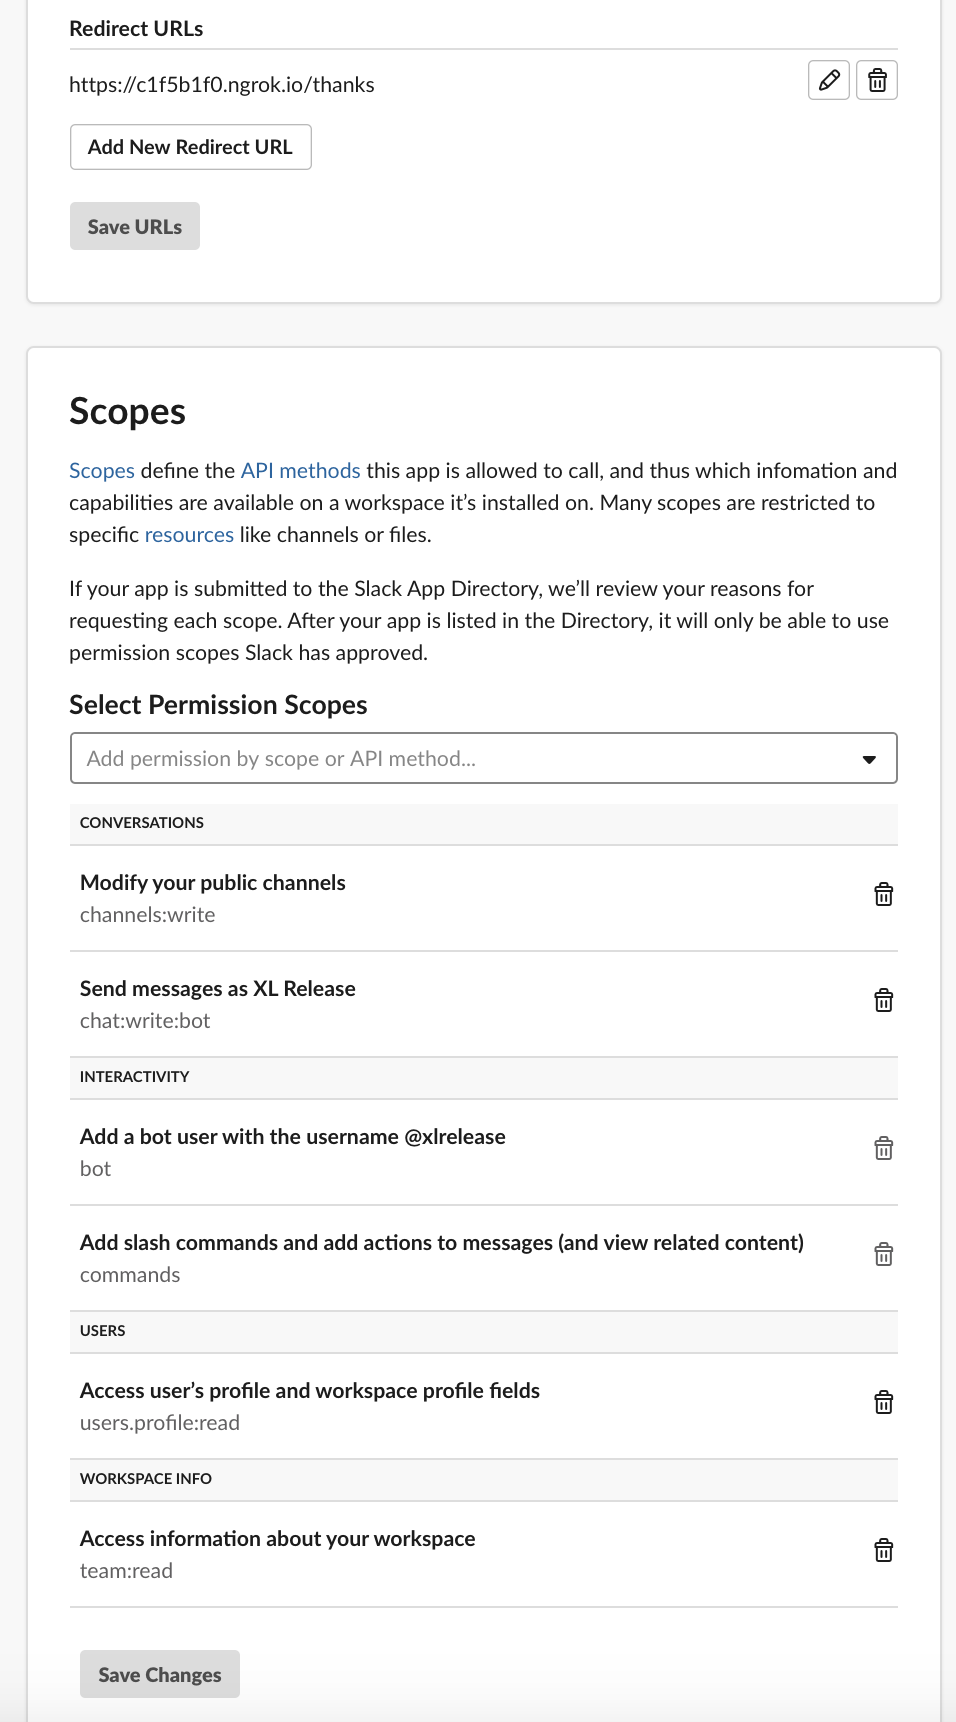 Redirect URLs
https://c1f5b1f0.ngrok.io/thanks
Add New Redirect URL
Save URLs
Scopes
Scopes define the API methods this app is allowed to call, and thus which infomation and
capabilities are available on a workspace it’s installed on. Many scopes are restricted to
specific resources like channels or files.
If your app is submitted to the Slack App Directory, we’ll review your reasons for
requesting each scope. After your app is listed in the Directory, it will only be able to use
permission scopes Slack has approved.
Select Permission Scopes
Add permission by scope or API method...
CONVERSATIONS
Modify your public channels
channels:write
Send messages as XL Release
chat:write:bot
INTERACTIVITY
Add a bot user with the username @xlrelease
bot
Add slash commands and add actions to messages (and view related content)
commands
USERS
Access user’s profile and workspace profile fields
users.profile:read
WORKSPACE INFO
Access information about your workspace
team:read
Save Changes